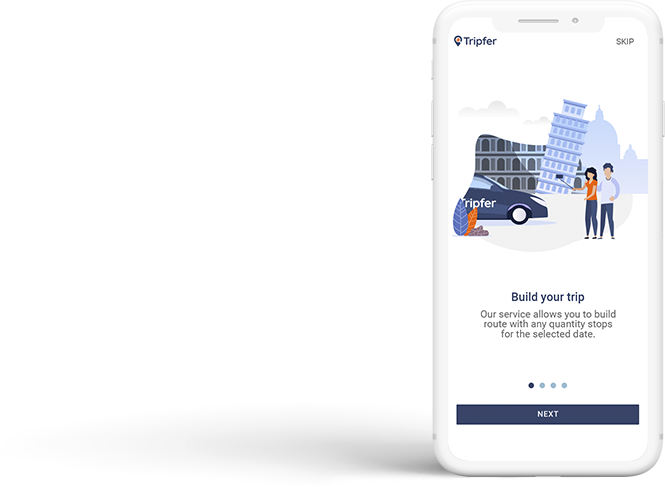 Tripfer
SKIP
Tripfer
Build your trip
Our service allows you to build
route with any quantity stops
for the selected date.
NEXT